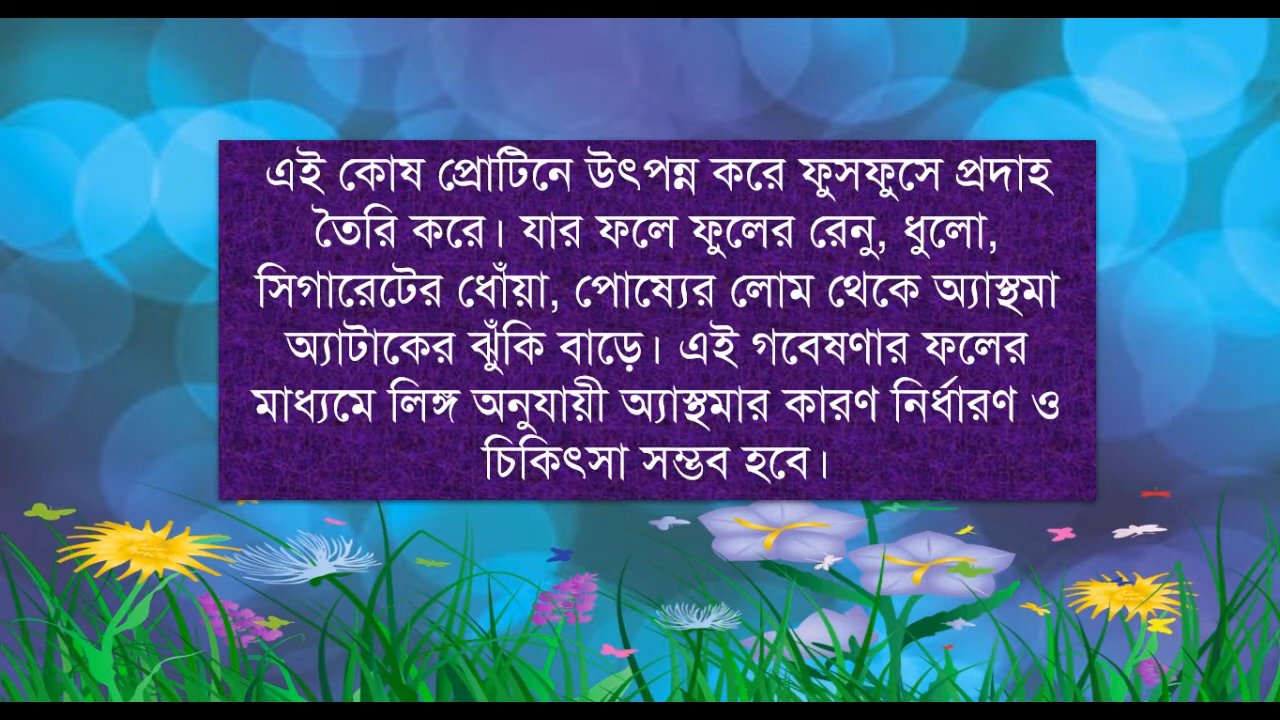 এই কোষ প্রোটিনে উৎপন্ন করে ফুসফুসে প্রদাহ
তৈরি করে। যার ফলে ফুলের রেনু, ধুলো,
সিগারেটের ধোঁয়া, পোষ্যের লোম থেকে অ্যাস্থমা
অ্যাটাকের ঝুঁকি বাড়ে। এই গবেষণার ফলের
মাধ্যমে লিঙ্গ অনুযায়ী অ্যাস্থমার কারণ নির্ধারণ ও
চিকিৎসা সম্ভব হবে।